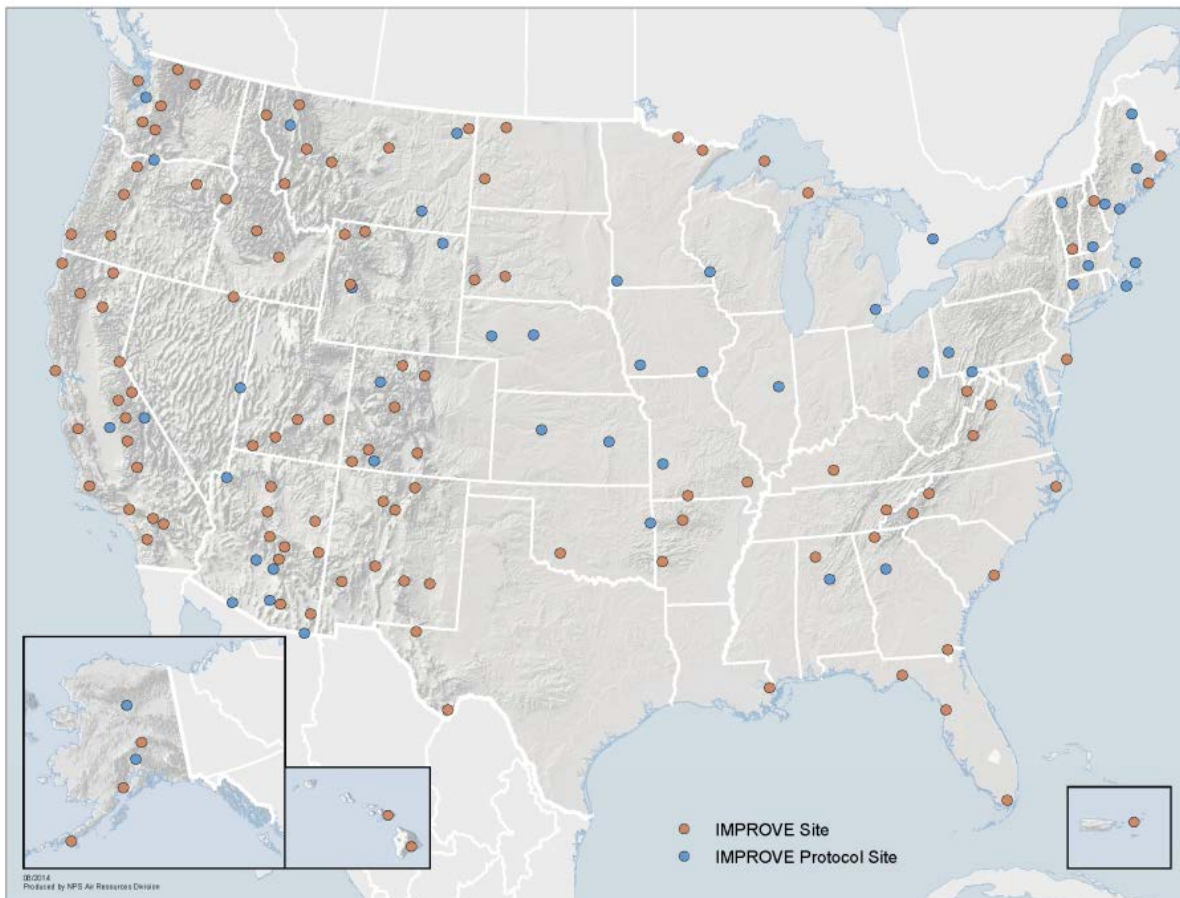 IMPROVE Site
IMPROVE Protocol Site
08/2014
Produced by NPS Air Resources Division